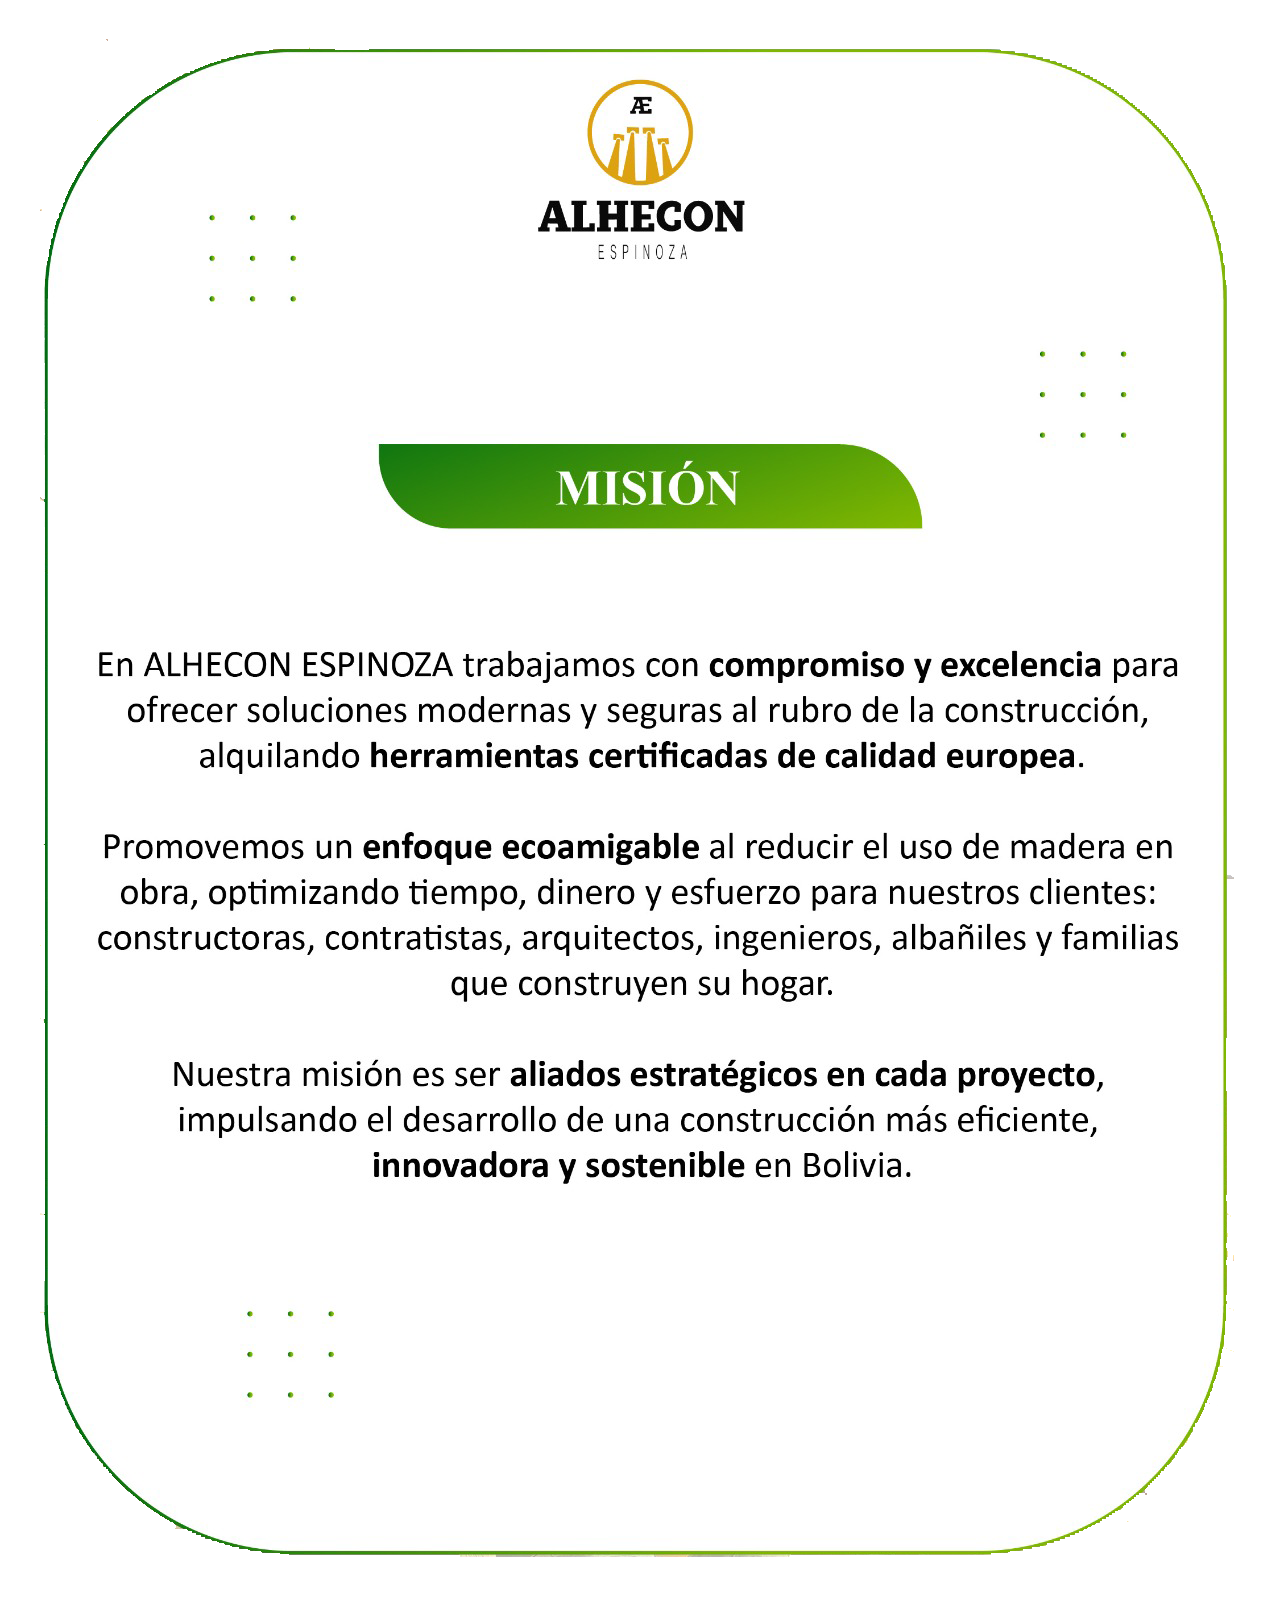 Æ
ALHECON
ESPINOZA
MISIÓN
En ALHECON ESPINOZA trabajamos con compromiso y excelencia para
ofrecer soluciones modernas y seguras al rubro de la construcción,
alquilando herramientas certificadas de calidad europea.
Promovemos un enfoque ecoamigable al reducir el uso de madera en
obra, optimizando tiempo, dinero y esfuerzo para nuestros clientes:
constructoras, contratistas, arquitectos, ingenieros, albañiles y familias
que construyen su hogar.
Nuestra misión es ser aliados estratégicos en cada proyecto,
impulsando el desarrollo de una construcción más eficiente,
innovadora y sostenible en Bolivia.